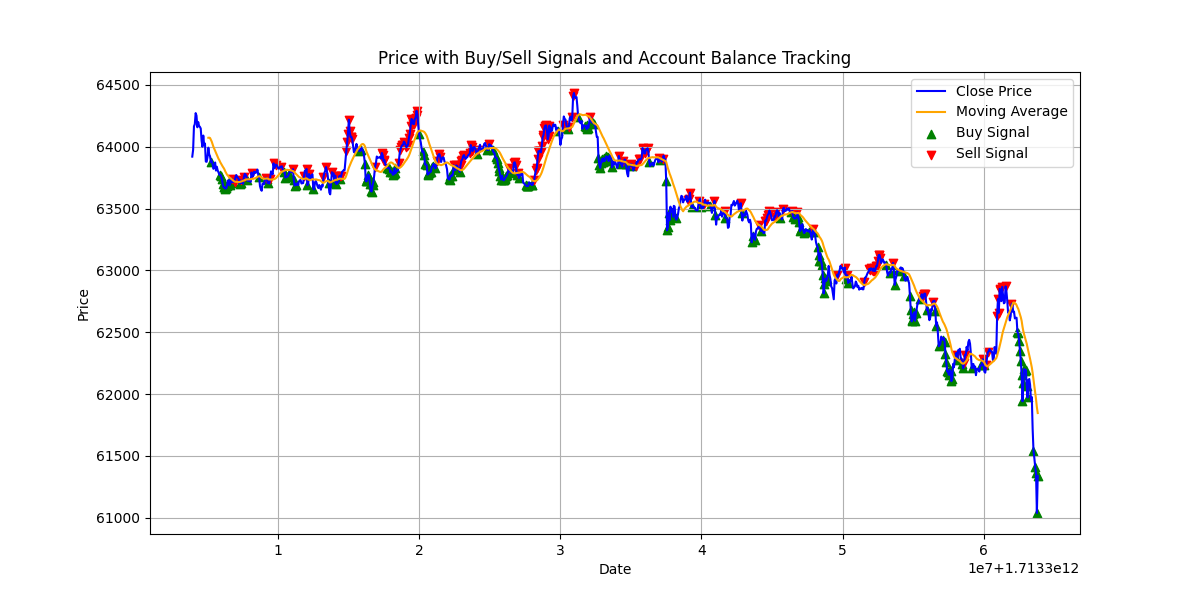 Price with Buy/Sell Signals and Account Balance Tracking
Close Price
Moving Average
Buy Signal
Sell Signal
64500
64000
63500
63000
62500
62000
61500
61000
Price
1 2 3 4 5 6
1e7+1.7133e12
Date